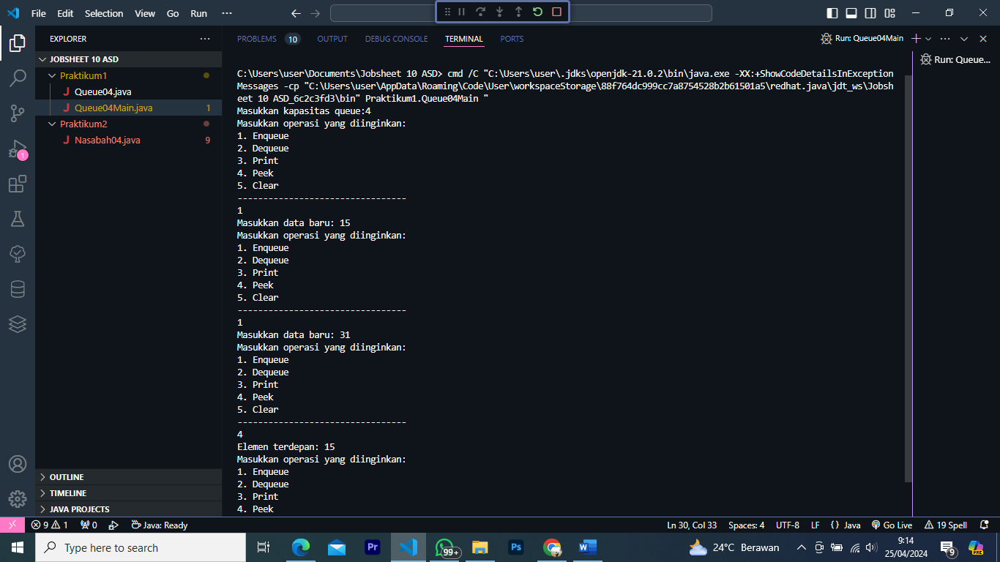 File Edit Selection View Go Run ···
EXPLORER ···
JOBSHEET 10 ASD
Praktikum1
J Queue04.java
J Queue04Main.java 1
Praktikum2
J Nasabah04.java 9
OUTLINE
TIMELINE
JAVA PROJECTS
PROBLEMS 10 OUTPUT DEBUG CONSOLE TERMINAL PORTS
Run: Queue04Main
Run: Queue...
C:\Users\user\Documents\Jobsheet 10 ASD> cmd /C "C:\Users\user\.jdks\openjdk-21.0.2\bin\java.exe -XX:+ShowCodeDetailsInException
Messages -cp "C:\Users\user\AppData\Roaming\Code\User\workspaceStorage\88f764dc999cc7a8754528b2b61501a5\redhat.java\jdt_ws\Jobsh
eet 10 ASD_6c2c3fd3\bin" Praktikum1.Queue04Main "
Masukkan kapasitas queue:4
Masukkan operasi yang diinginkan:
1. Enqueue
2. Dequeue
3. Print
4. Peek
5. Clear
---------------------------------
1
Masukkan data baru: 15
Masukkan operasi yang diinginkan:
1. Enqueue
2. Dequeue
3. Print
4. Peek
5. Clear
---------------------------------
1
Masukkan data baru: 31
Masukkan operasi yang diinginkan:
1. Enqueue
2. Dequeue
3. Print
4. Peek
5. Clear
---------------------------------
4
Elemen terdepan: 15
Masukkan operasi yang diinginkan:
1. Enqueue
2. Dequeue
3. Print
4. Peek
1
9 1 0 Java: Ready
Ln 30, Col 33 Spaces: 4 UTF-8 LF {} Java Go Live 19 Spell
Type here to search
Pr
99+
Ps
W
24°C Berawan
9:14
25/04/2024
9
PRE